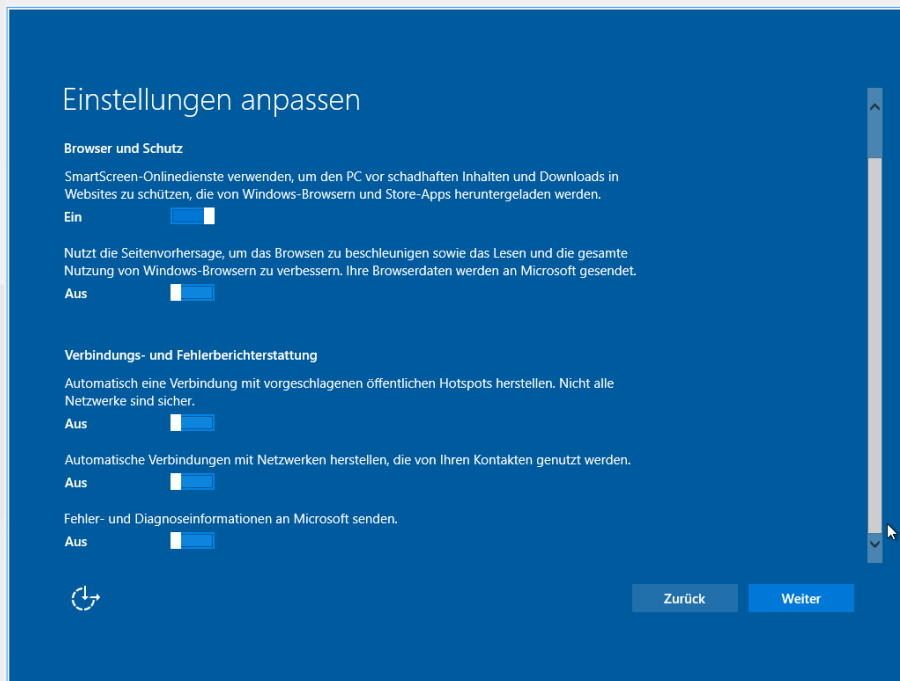 Einstellungen anpassen
Browser und Schutz
SmartScreen-Onlinedienste verwenden, um den PC vor schadhaften Inhalten und Downloads in
Websites zu schützen, die von Windows-Browsern und Store-Apps heruntergeladen werden.
Ein
Nutzt die Seitenvorhersage, um das Browsen zu beschleunigen sowie das Lesen und die gesamte
Nutzung von Windows-Browsern zu verbessern. Ihre Browserdaten werden an Microsoft gesendet.
Aus
Verbindungs- und Fehlerberichterstattung
Automatisch eine Verbindung mit vorgeschlagenen öffentlichen Hotspots herstellen. Nicht alle
Netzwerke sind sicher.
Aus
Automatische Verbindungen mit Netzwerken herstellen, die von Ihren Kontakten genutzt werden.
Aus
Fehler- und Diagnoseinformationen an Microsoft senden.
Aus
Zurück
Weiter